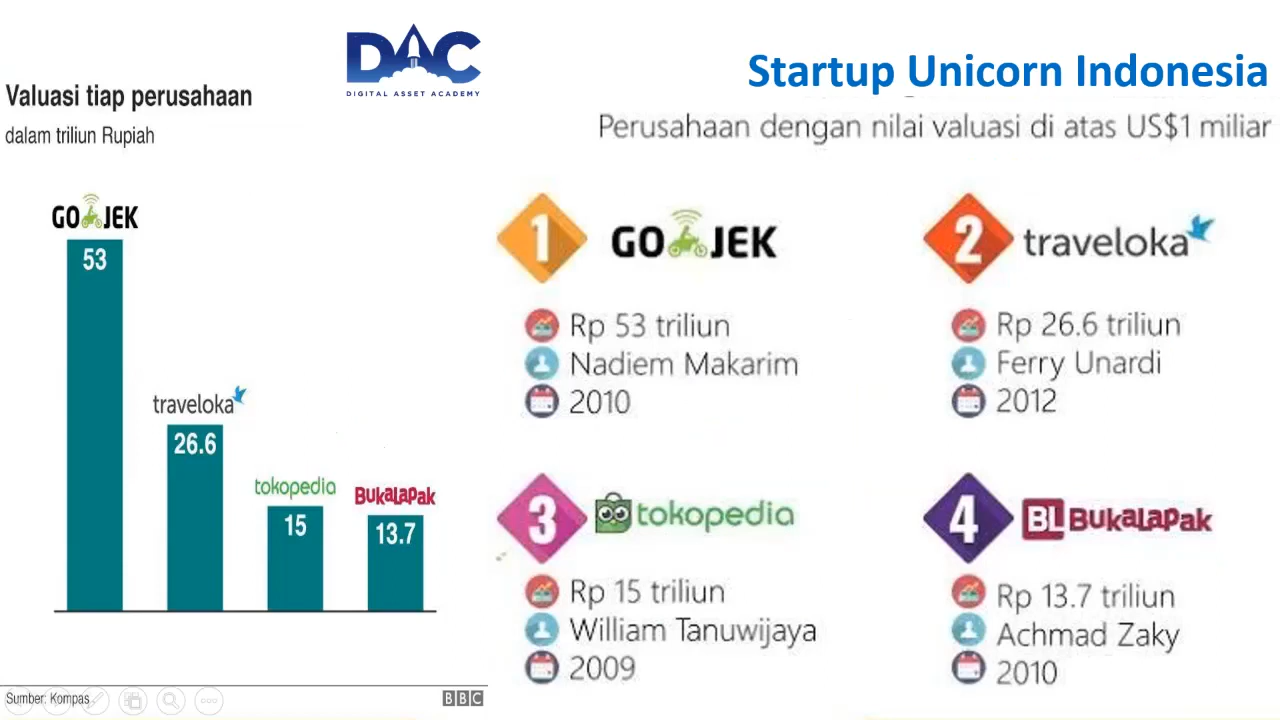 DAC
DIGITAL ASSET ACADEMY
Startup Unicorn Indonesia
Perusahaan dengan nilai valuasi di atas US$1 miliar
Valuasi tiap perusahaan
dalam triliun Rupiah
GOJEK
53
traveloka
26.6
tokopedia
15
BUKALAPAK
13.7
Sumber: Kompas
BBC
1
GOJEK
Rp 53 triliun
Nadiem Makarim
2010
2
traveloka
Rp 26.6 triliun
Ferry Unardi
2012
3
tokopedia
Rp 15 triliun
William Tanuwijaya
2009
4
BL BUKALAPAK
Rp 13.7 triliun
Achmad Zaky
2010